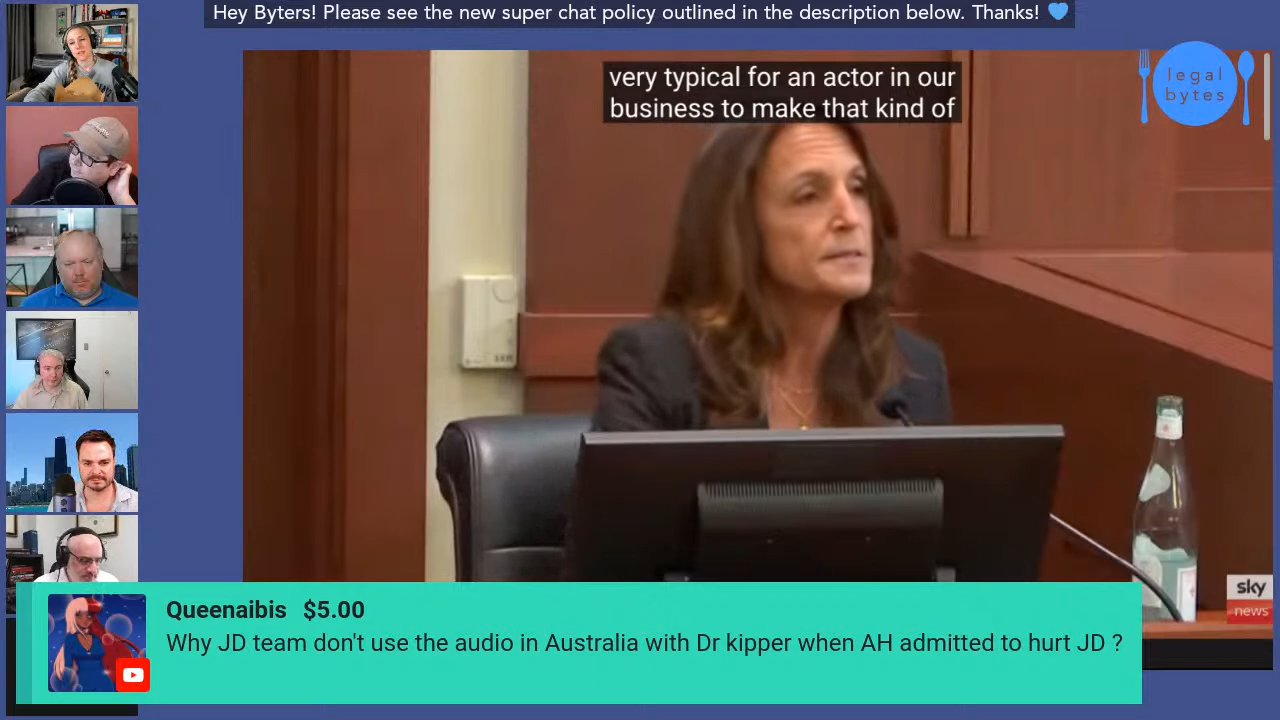 Hey Byters! Please see the new super chat policy outlined in the description below. Thanks! 💙
legal
bytes
very typical for an actor in our
business to make that kind of
sky
news
Queenaibis $5.00
Why JD team don't use the audio in Australia with Dr kipper when AH admitted to hurt JD ?